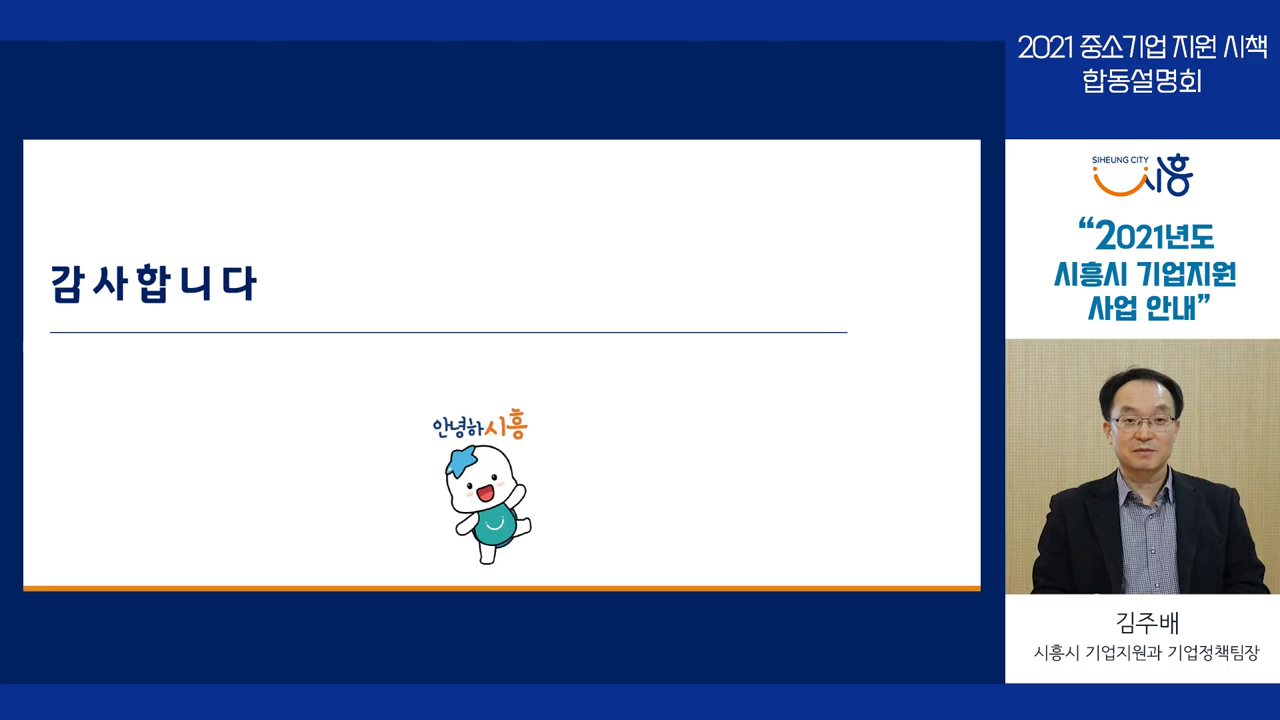 2021 중소기업 지원 시책
합동설명회
SIHEUNG CITY
시흥
“2021년도
시흥시 기업지원
사업 안내”
감사합니다
안녕하시흥
김주배
시흥시 기업지원과 기업정책팀장